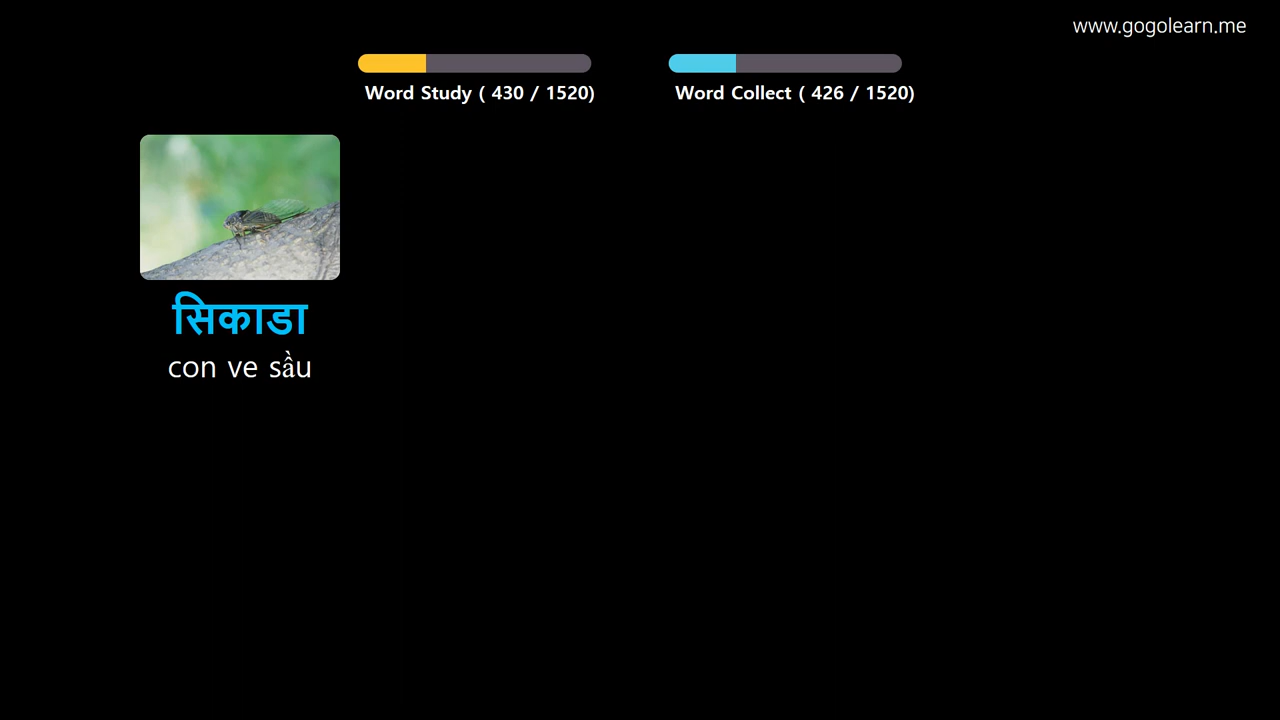 www.gogolearn.me
Word Study ( 430 / 1520)
Word Collect ( 426 / 1520)
सिकाडा
con ve sầu